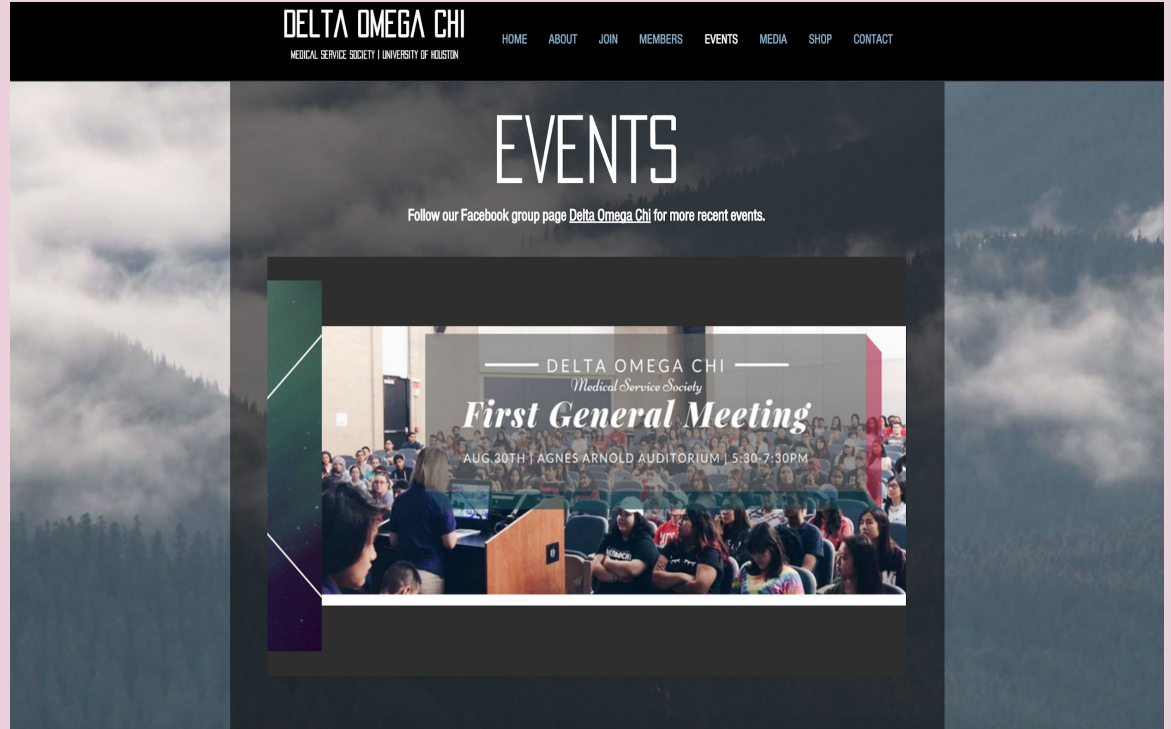 DELTA OMEGA CHI
MEDICAL SERVICE SOCIETY | UNIVERSITY OF HOUSTON
HOME ABOUT JOIN MEMBERS EVENTS MEDIA SHOP CONTACT
EVENTS
Follow our Facebook group page Delta Omega Chi for more recent events.
DELTA OMEGA CHI
Medical Service Society
First General Meeting
AUG.30TH | AGNES ARNOLD AUDITORIUM | 5:30-7:30PM